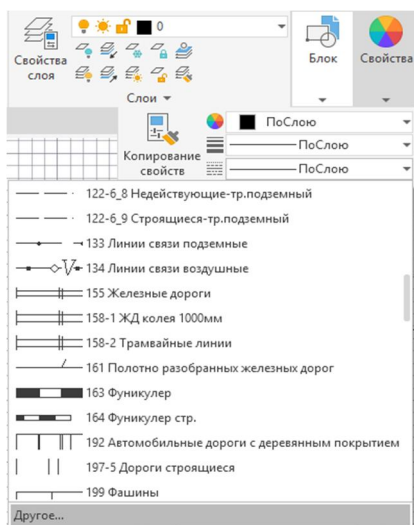 0
Свойства
слоя
Слои
Блок
Свойства
Копирование
свойств
ПоСлою
ПоСлою
ПоСлою
122-6_8 Недействующие-тр.подземный
122-6_9 Строящиеся-тр.подземный
133 Линии связи подземные
134 Линии связи воздушные
155 Железные дороги
158-1 ЖД колея 1000мм
158-2 Трамвайные линии
161 Полотно разобранных железных дорог
163 Фуникулер
164 Фуникулер стр.
192 Автомобильные дороги с деревянным покрытием
197-5 Дороги строящиеся
199 Фашины
Другое...